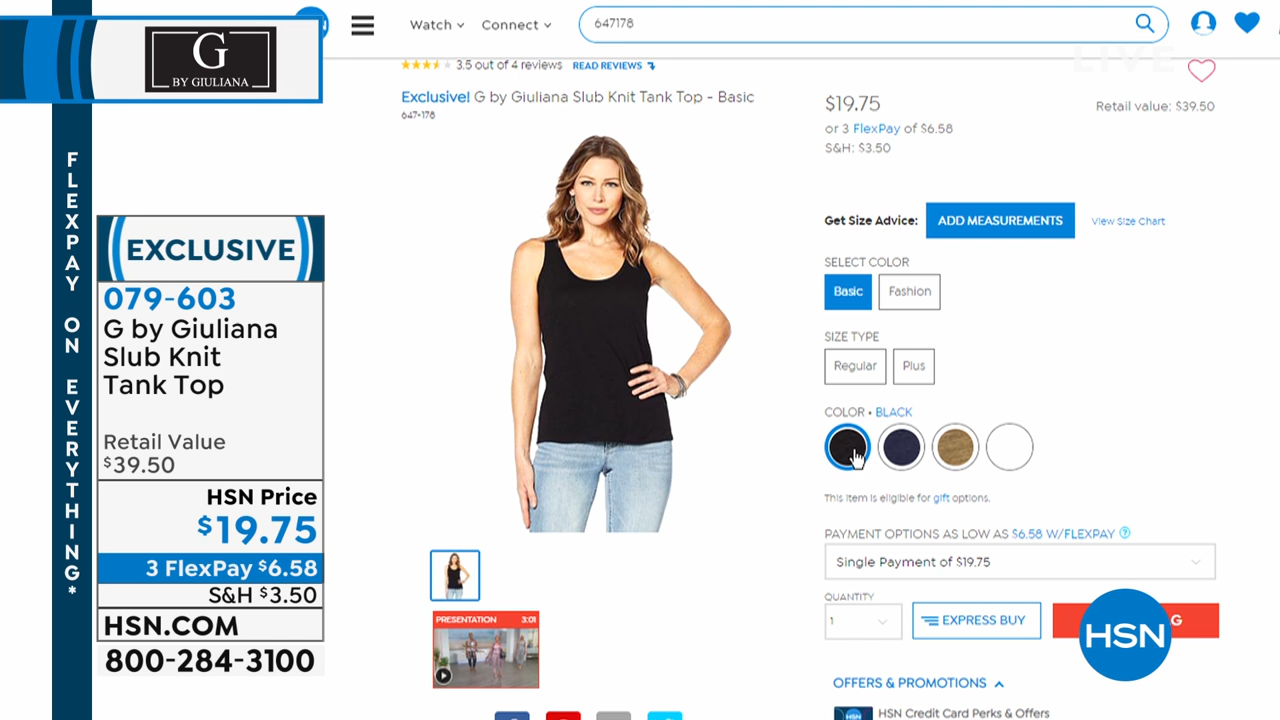 G
BY GIULIANA
FLEXPAY ON EVERYTHING*
EXCLUSIVE
079-603
G by Giuliana
Slub Knit
Tank Top
Retail Value
$39.50
HSN Price
$19.75
3 FlexPay $6.58
S&H $3.50
HSN.COM
800-284-3100
Watch
Connect
647178
LIVE
3.5 out of 4 reviews READ REVIEWS
Exclusive! G by Giuliana Slub Knit Tank Top - Basic
647-178
PRESENTATION 3:01
$19.75
Retail value: $39.50
or 3 FlexPay of $6.58
S&H: $3.50
Get Size Advice: ADD MEASUREMENTS View Size Chart
SELECT COLOR
Basic Fashion
SIZE TYPE
Regular Plus
COLOR • BLACK
This item is eligible for gift options.
PAYMENT OPTIONS AS LOW AS $6.58 W/FLEXPAY ?
Single Payment of $19.75
QUANTITY
1
EXPRESS BUY
G
HSN
OFFERS & PROMOTIONS
HSN
HSN Credit Card Perks & Offers